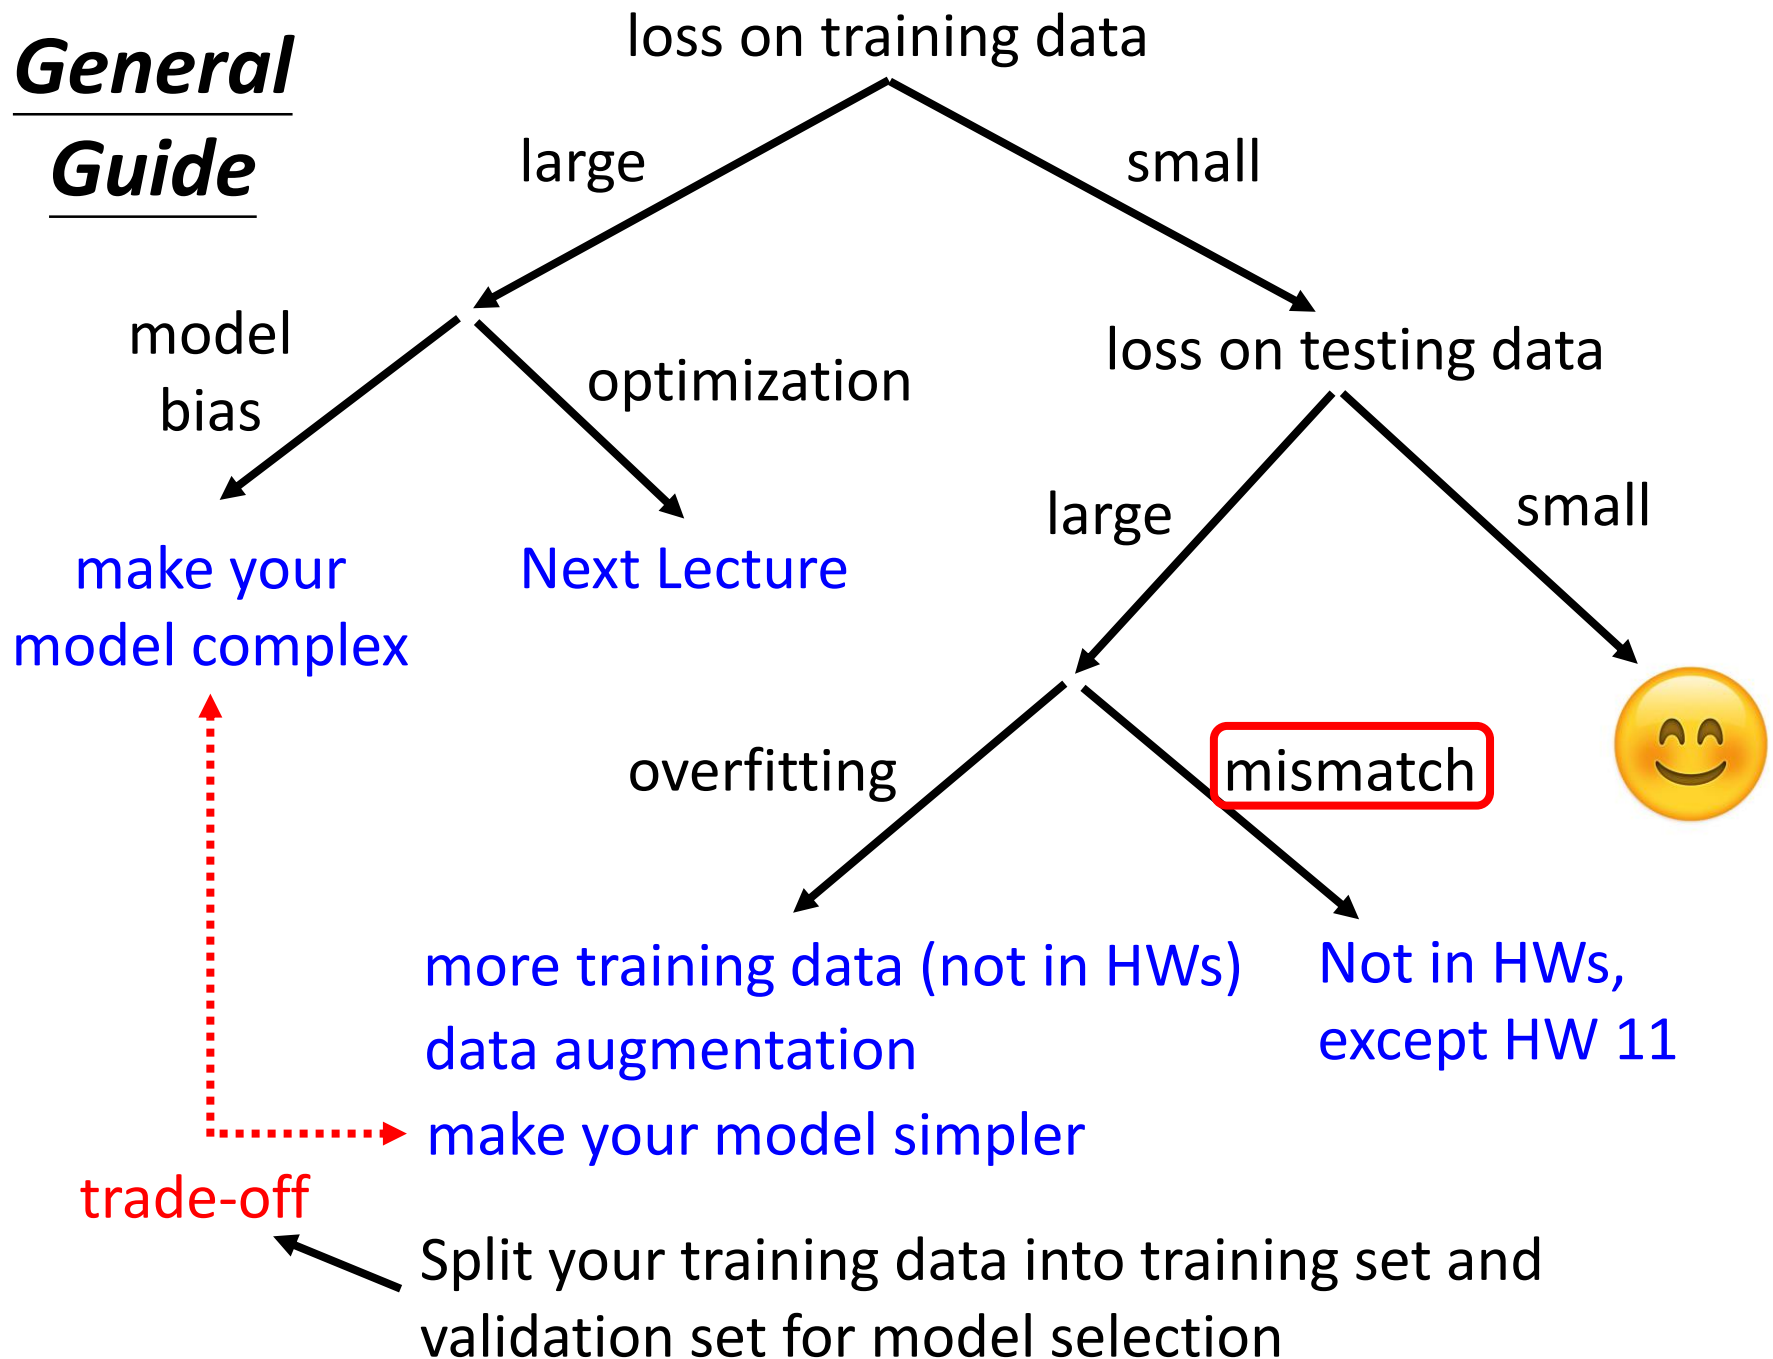 General
Guide
loss on training data
large
small
model
bias
optimization
loss on testing data
make your
model complex
Next Lecture
large
small
overfitting
mismatch
more training data (not in HWs)
data augmentation
make your model simpler
Not in HWs,
except HW 11
trade-off
Split your training data into training set and
validation set for model selection